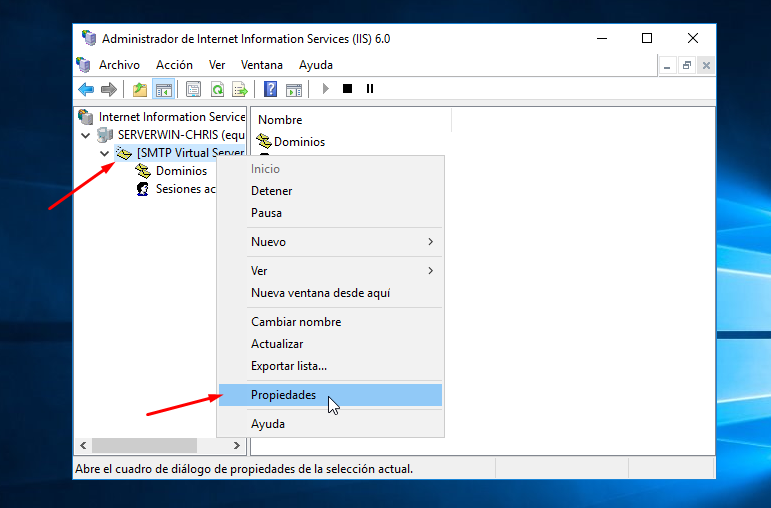 Administrador de Internet Information Services (IIS) 6.0
Archivo Acción Ver Ventana Ayuda
Internet Information Service
SERVERWIN-CHRIS (equ
[SMTP Virtual Server
Dominios
Sesiones ac
Nombre
Dominios
Inicio
Detener
Pausa
Nuevo
Ver
Nueva ventana desde aquí
Cambiar nombre
Actualizar
Exportar lista...
Propiedades
Ayuda
Abre el cuadro de diálogo de propiedades de la selección actual.